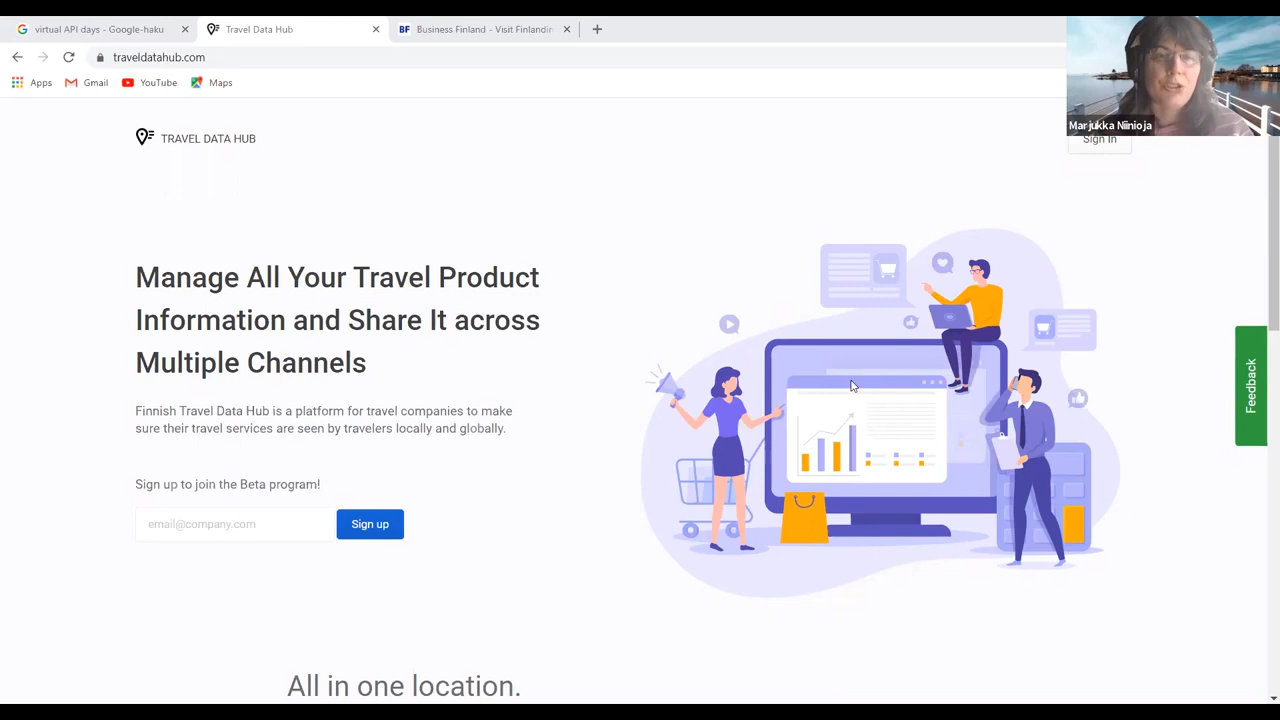 virtual API days - Google-haku
Travel Data Hub
BF
Business Finland - Visit Finlandin
traveldatahub.com
Apps
Gmail
YouTube
Maps
Marjukka Niinioja
TRAVEL DATA HUB
Sign In
Manage All Your Travel Product
Information and Share It across
Multiple Channels
Finnish Travel Data Hub is a platform for travel companies to make
sure their travel services are seen by travelers locally and globally.
Sign up to join the Beta program!
email@company.com
Sign up
Feedback
All in one location.